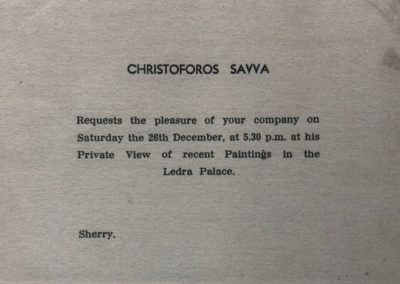 CHRISTOFOROS SAVVA
Requests the pleasure of your company on
Saturday the 26th December, at 5.30 p.m. at his
Private View of recent Paintings in the
Ledra Palace.
Sherry.